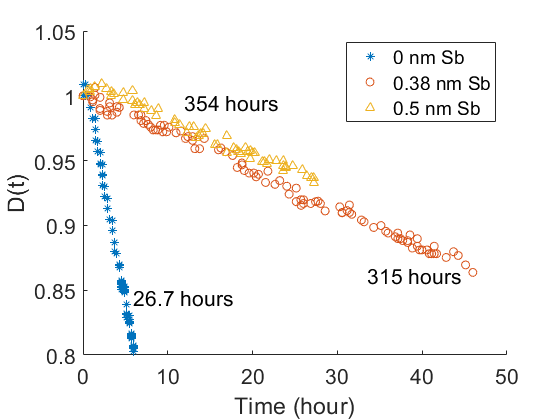 1.05
1
0.95
0.9
0.85
0.8
0
10
20
30
40
50
D(t)
Time (hour)
0 nm Sb
0.38 nm Sb
0.5 nm Sb
354 hours
315 hours
26.7 hours